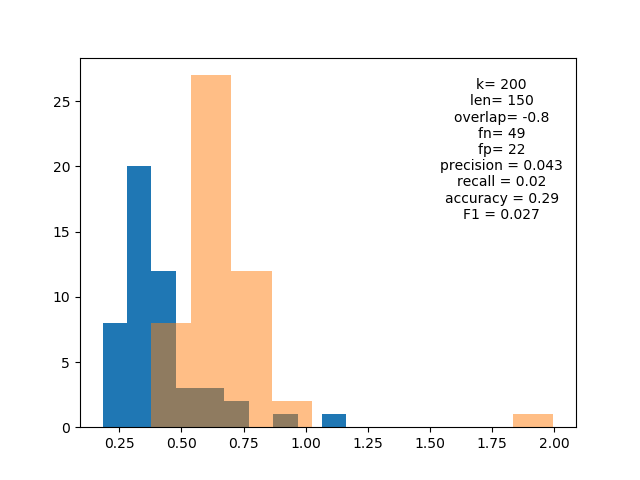 k= 200
len= 150
overlap= -0.8
fn= 49
fp= 22
precision = 0.043
recall = 0.02
accuracy = 0.29
F1 = 0.027
25
20
15
10
5
0
0.25 0.50 0.75 1.00 1.25 1.50 1.75 2.00